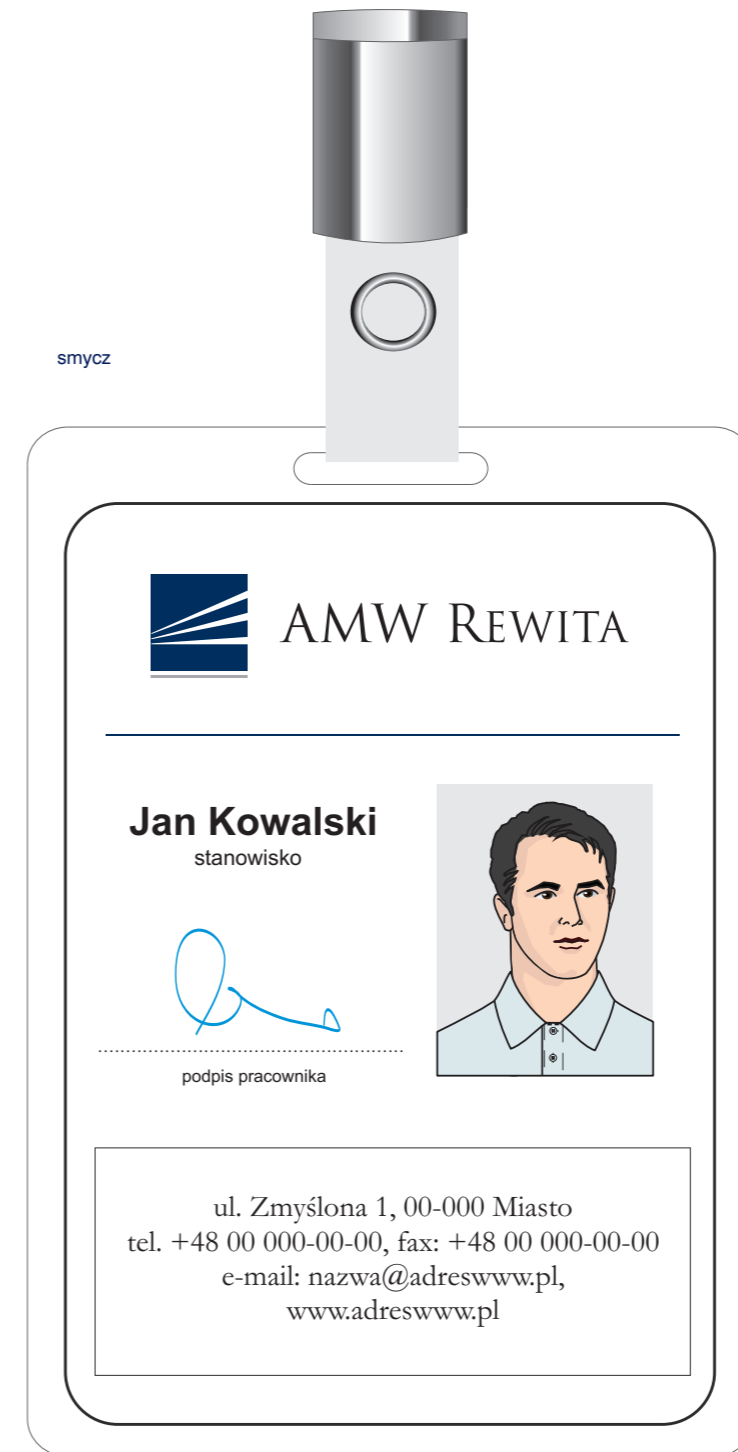 smycz
AMW REWITA
Jan Kowalski
stanowisko
podpis pracownika
ul. Zmyślona 1, 00-000 Miasto
tel. +48 00 000-00-00, fax: +48 00 000-00-00
e-mail: nazwa@adreswww.pl,
www.adreswww.pl